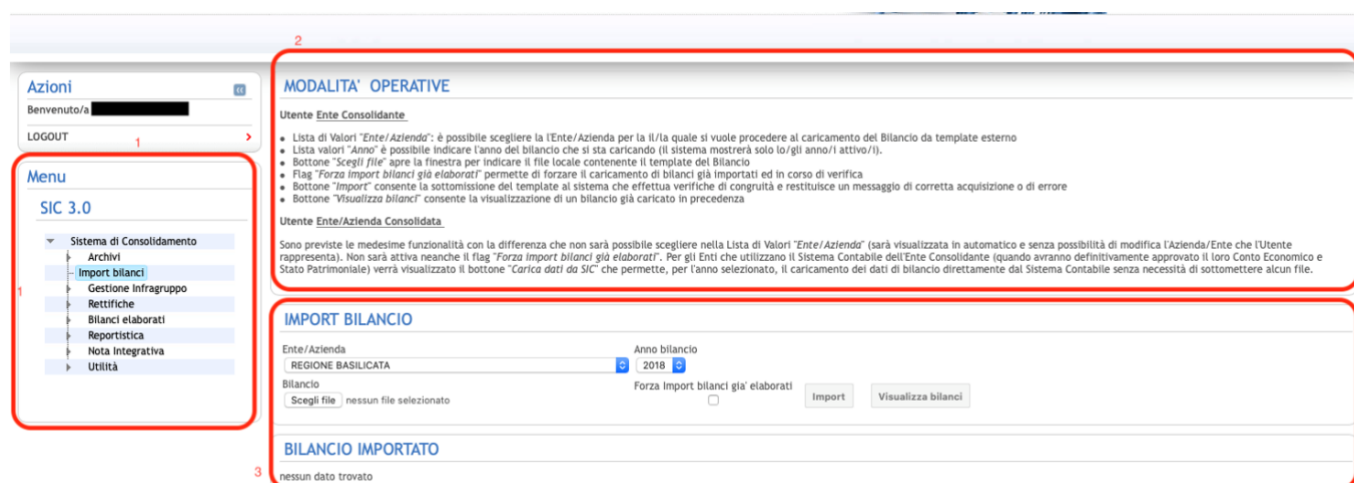 2
Azioni
Benvenuto/a
LOGOUT
1
Menu
SIC 3.0
Sistema di Consolidamento
Archivi
Import bilanci
Gestione Infragruppo
Rettifiche
Bilanci elaborati
Reportistica
Nota Integrativa
Utilità
1
MODALITA' OPERATIVE
Utente Ente Consolidante
Lista di Valori "Ente/Azienda": è possibile scegliere la l'Ente/Azienda per la il/la quale si vuole procedere al caricamento del Bilancio da template esterno
Lista valori "Anno" è possibile indicare l'anno del bilancio che si sta caricando (il sistema mostrerà solo lo/gli anno/i attivo/i).
Bottone "Scegli file" apre la finestra per indicare il file locale contenente il template del Bilancio
Flag "Forza import bilanci già elaborati" permette di forzare il caricamento di bilanci già importati ed in corso di verifica
Bottone "Import" consente la sottomissione del template al sistema che effettua verifiche di congruità e restituisce un messaggio di corretta acquisizione o di errore
Bottone "Visualizza bilanci" consente la visualizzazione di un bilancio già caricato in precedenza
Utente Ente/Azienda Consolidata
Sono previste le medesime funzionalità con la differenza che non sarà possibile scegliere nella Lista di Valori "Ente/Azienda" (sarà visualizzata in automatico e senza possibilità di modifica l'Azienda/Ente che l'Utente
rappresenta). Non sarà attiva neanche il flag "Forza import bilanci già elaborati". Per gli Enti che utilizzano il Sistema Contabile dell'Ente Consolidante (quando avranno definitivamente approvato il loro Conto Economico e
Stato Patrimoniale) verrà visualizzato il bottone "Carica dati da SIC" che permette, per l'anno selezionato, il caricamento dei dati di bilancio direttamente dal Sistema Contabile senza necessità di sottomettere alcun file.
IMPORT BILANCIO
Ente/Azienda Anno bilancio
REGIONE BASILICATA 2018
Bilancio Forza Import bilanci gia' elaborati
Scegli file nessun file selezionato Import Visualizza bilanci
BILANCIO IMPORTATO
3
nessun dato trovato